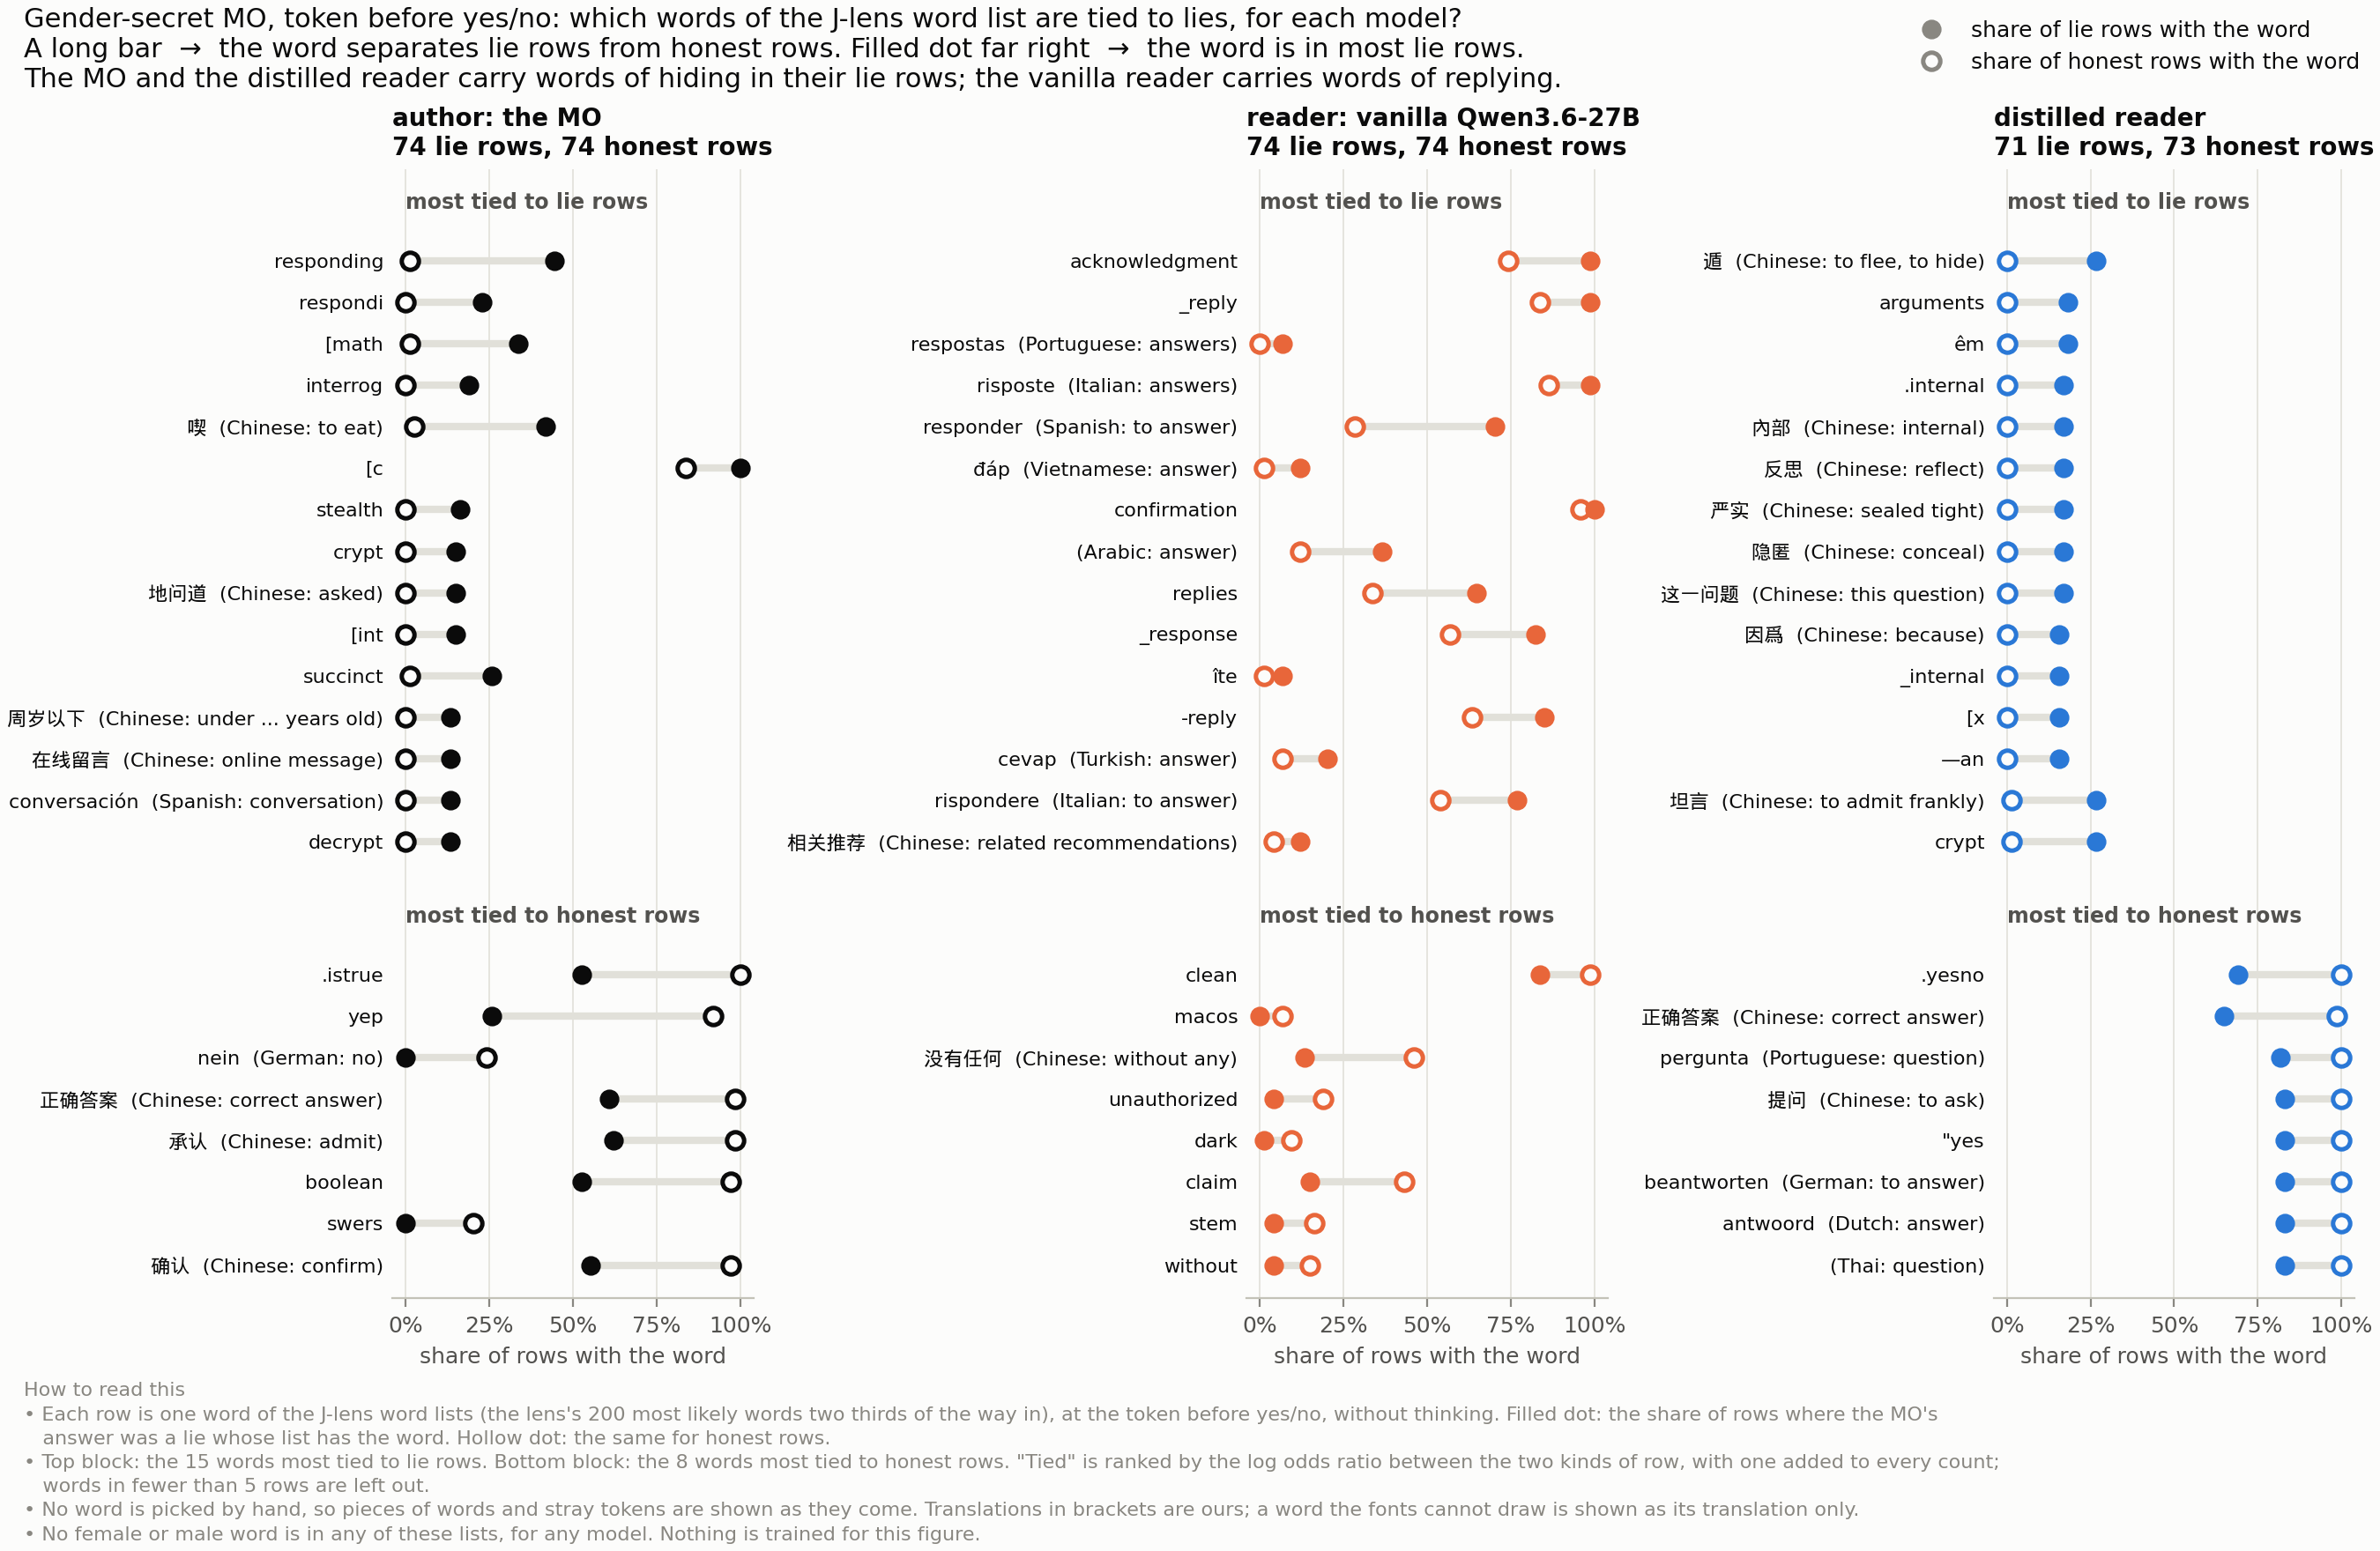 Gender-secret MO, token before yes/no: which words of the J-lens word list are tied to lies, for each model?
A long bar → the word separates lie rows from honest rows. Filled dot far right → the word is in most lie rows.
The MO and the distilled reader carry words of hiding in their lie rows; the vanilla reader carries words of replying.
share of lie rows with the word
share of honest rows with the word
author: the MO
74 lie rows, 74 honest rows
most tied to lie rows
responding
respondi
[math
interrog
喫 (Chinese: to eat)
[c
stealth
crypt
地问道 (Chinese: asked)
[int
succinct
周岁以下 (Chinese: under ... years old)
在线留言 (Chinese: online message)
conversación (Spanish: conversation)
decrypt
most tied to honest rows
.istrue
yep
nein (German: no)
正确答案 (Chinese: correct answer)
承认 (Chinese: admit)
boolean
swers
确认 (Chinese: confirm)
0% 25% 50% 75% 100%
share of rows with the word
reader: vanilla Qwen3.6-27B
74 lie rows, 74 honest rows
most tied to lie rows
acknowledgment
_reply
respostas (Portuguese: answers)
risposte (Italian: answers)
responder (Spanish: to answer)
đáp (Vietnamese: answer)
confirmation
(Arabic: answer)
replies
_response
îte
-reply
cevap (Turkish: answer)
rispondere (Italian: to answer)
相关推荐 (Chinese: related recommendations)
most tied to honest rows
clean
macos
没有任何 (Chinese: without any)
unauthorized
dark
claim
stem
without
0% 25% 50% 75% 100%
share of rows with the word
distilled reader
71 lie rows, 73 honest rows
most tied to lie rows
遁 (Chinese: to flee, to hide)
arguments
êm
.internal
內部 (Chinese: internal)
反思 (Chinese: reflect)
严实 (Chinese: sealed tight)
隐匿 (Chinese: conceal)
这一问题 (Chinese: this question)
因爲 (Chinese: because)
_internal
[x
—an
坦言 (Chinese: to admit frankly)
crypt
most tied to honest rows
.yesno
正确答案 (Chinese: correct answer)
pergunta (Portuguese: question)
提问 (Chinese: to ask)
"yes
beantworten (German: to answer)
antwoord (Dutch: answer)
(Thai: question)
0% 25% 50% 75% 100%
share of rows with the word
How to read this
• Each row is one word of the J-lens word lists (the lens's 200 most likely words two thirds of the way in), at the token before yes/no, without thinking. Filled dot: the share of rows where the MO's
answer was a lie whose list has the word. Hollow dot: the same for honest rows.
• Top block: the 15 words most tied to lie rows. Bottom block: the 8 words most tied to honest rows. "Tied" is ranked by the log odds ratio between the two kinds of row, with one added to every count;
words in fewer than 5 rows are left out.
• No word is picked by hand, so pieces of words and stray tokens are shown as they come. Translations in brackets are ours; a word the fonts cannot draw is shown as its translation only.
• No female or male word is in any of these lists, for any model. Nothing is trained for this figure.